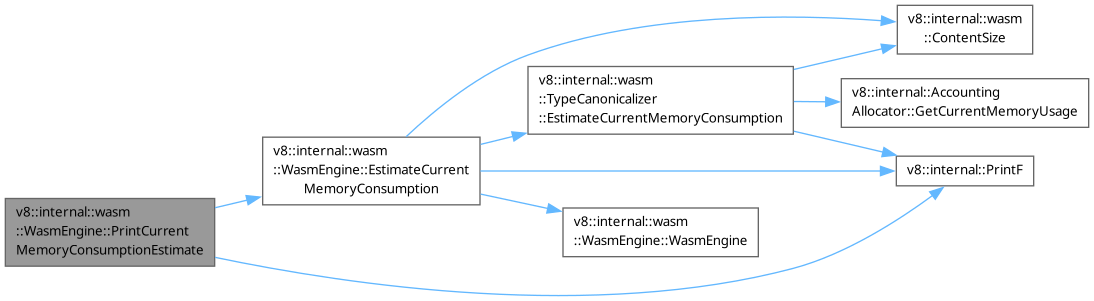 v8::internal::wasm
::WasmEngine::PrintCurrent
MemoryConsumptionEstimate
v8::internal::wasm
::WasmEngine::EstimateCurrent
MemoryConsumption
v8::internal::wasm
::TypeCanonicalizer
::EstimateCurrentMemoryConsumption
v8::internal::wasm
::WasmEngine::WasmEngine
v8::internal::wasm
::ContentSize
v8::internal::Accounting
Allocator::GetCurrentMemoryUsage
v8::internal::PrintF